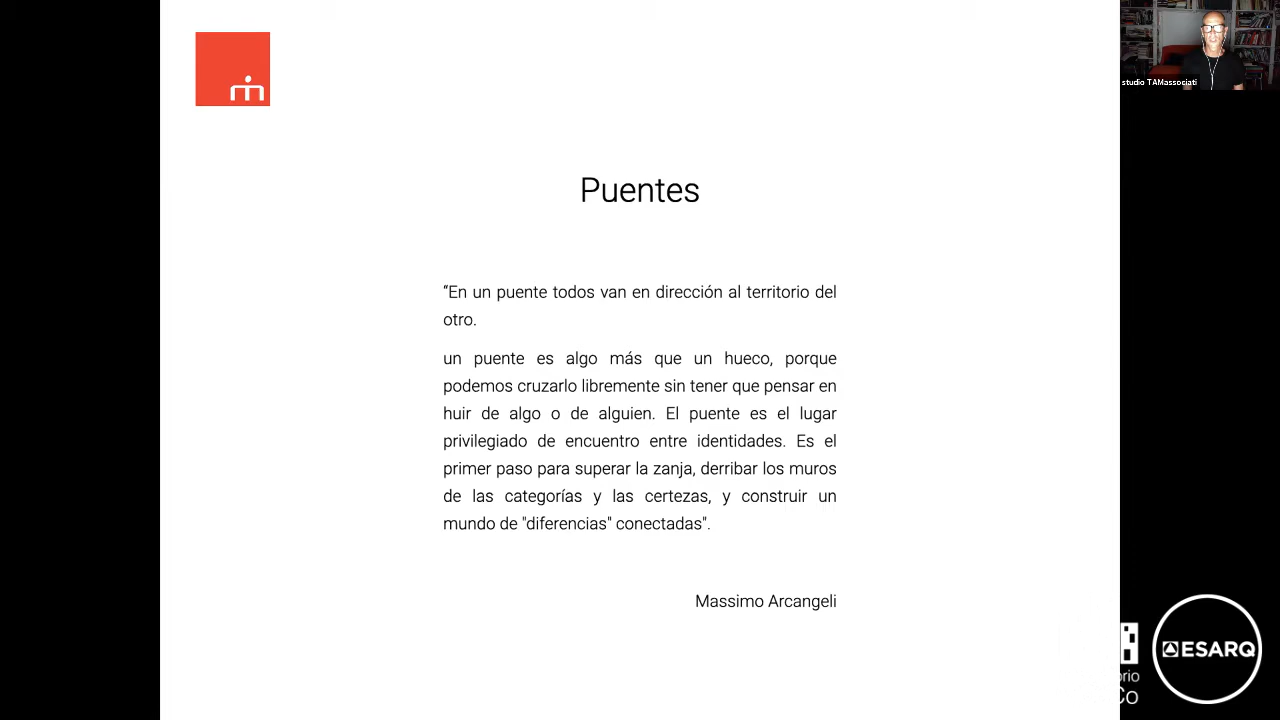 studio TAMassociati
Puentes
“En un puente todos van en dirección al territorio del
otro.
un puente es algo más que un hueco, porque
podemos cruzarlo libremente sin tener que pensar en
huir de algo o de alguien. El puente es el lugar
privilegiado de encuentro entre identidades. Es el
primer paso para superar la zanja, derribar los muros
de las categorías y las certezas, y construir un
mundo de "diferencias" conectadas".
Massimo Arcangeli
ESARQ